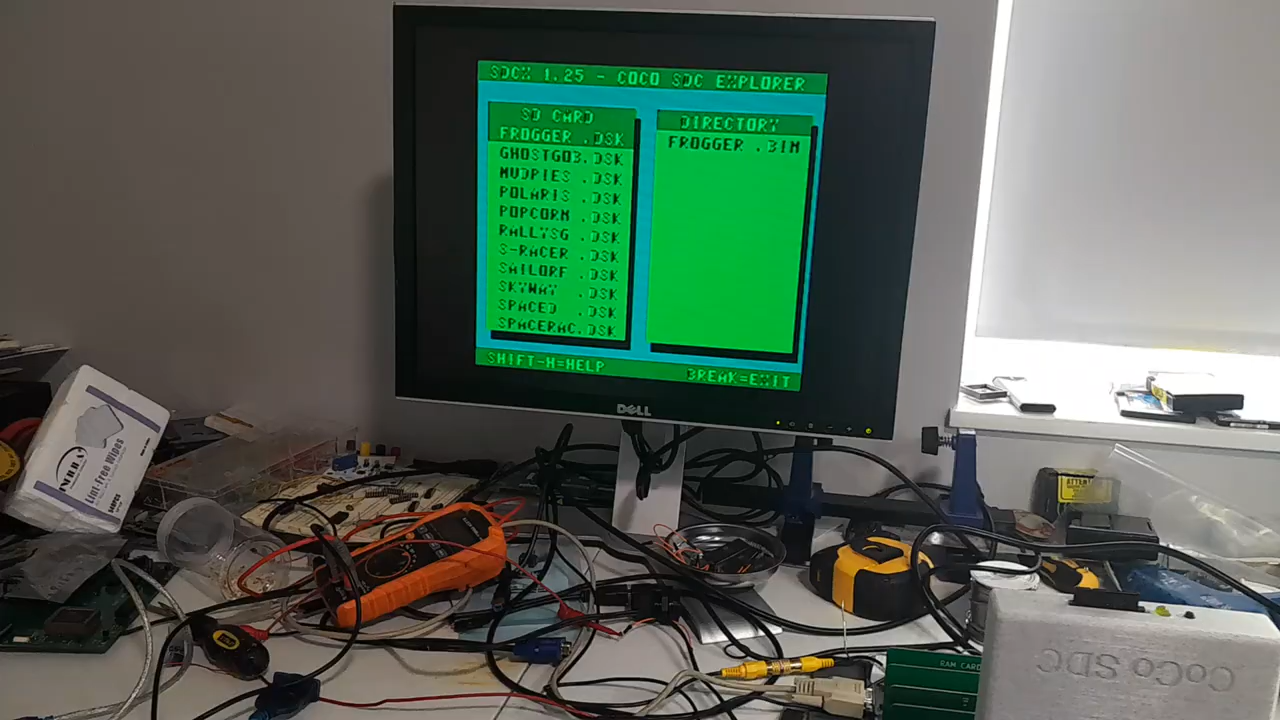 SDCX 1.25 - COCO SDC EXPLORER
SD CARD
FROGGER .DSK
GHOSTGOB.DSK
MUDPIES .DSK
POLARIS .DSK
POPCORN .DSK
RALLYSG .DSK
S-RACER .DSK
SAILORF .DSK
SKYWAY .DSK
SPACED .DSK
SPACERAC.DSK
DIRECTORY
FROGGER .BIN
SHIFT-H=HELP
BREAK=EXIT
DELL
Lint-Free Wipes
RAM CARD
CoCo SDC